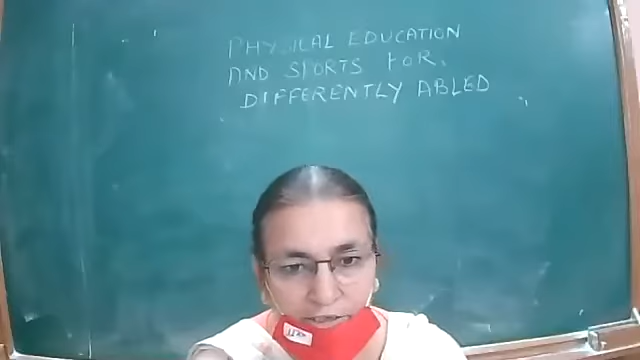 PHYSICAL EDUCATION
AND SPORTS FOR.
DIFFERENTLY ABLED